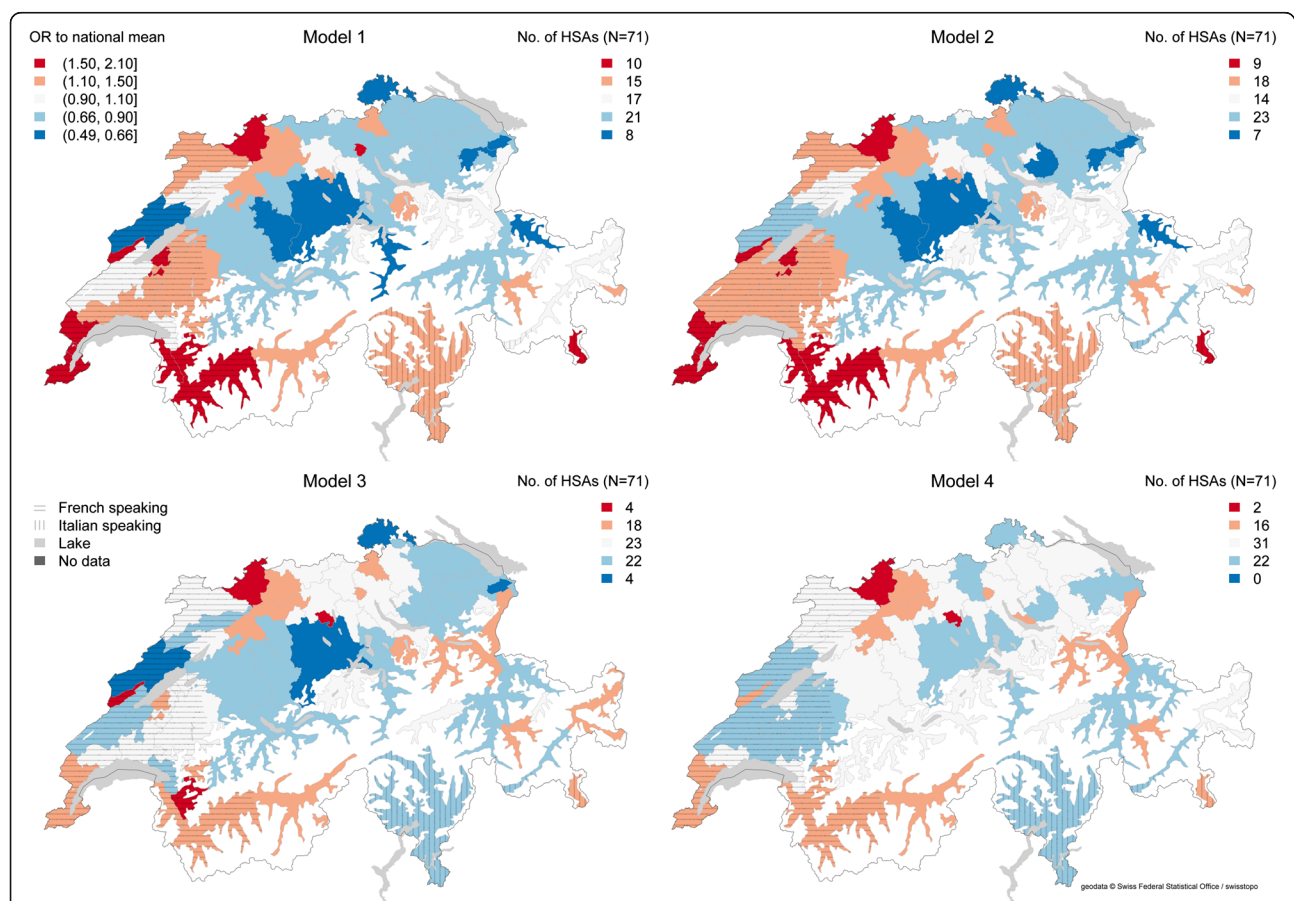 OR to national mean
(1.50, 2.10]
(1.10, 1.50]
(0.90, 1.10]
(0.66, 0.90]
(0.49, 0.66]
Model 1
No. of HSAs (N=71)
10
15
17
21
8
Model 2
No. of HSAs (N=71)
9
18
14
23
7
Model 3
No. of HSAs (N=71)
4
18
23
22
4
French speaking
Italian speaking
Lake
No data
Model 4
No. of HSAs (N=71)
2
16
31
22
0
geodata © Swiss Federal Statistical Office / swisstopo